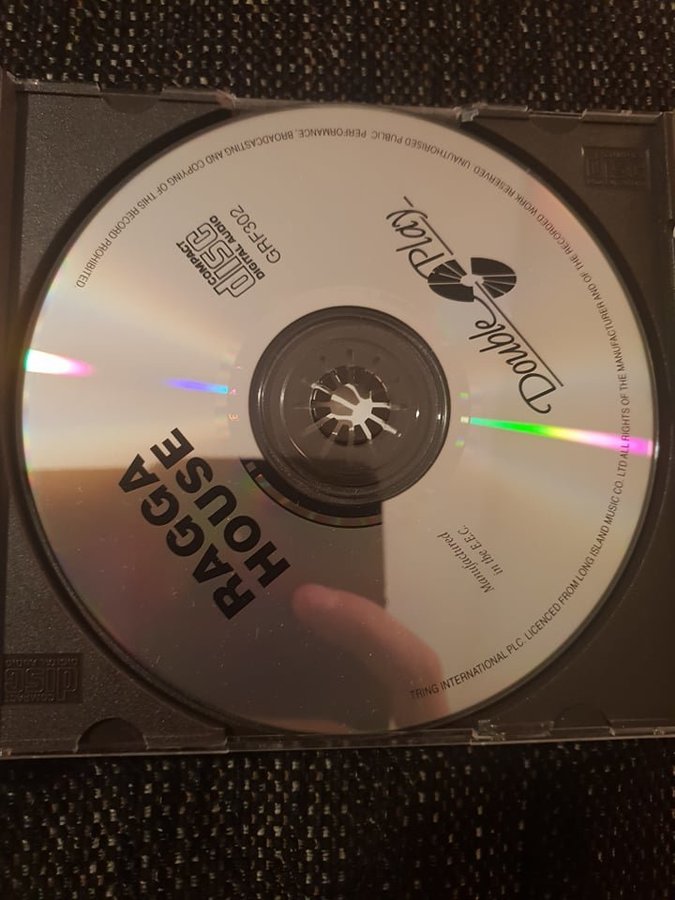 Double Play
COMPACT
disc
DIGITAL AUDIO
GRF302
RAGGA
HOUSE
Manufactured
in the E.E.C.
TRING INTERNATIONAL PLC. LICENCED FROM LONG ISLAND MUSIC CO. LTD ALL RIGHTS OF THE MANUFACTURER AND OF THE RECORDED WORK RESERVED. UNAUTHORISED PUBLIC PERFORMANCE, BROADCASTING AND COPYING OF THIS RECORD PROHIBITED.
disc